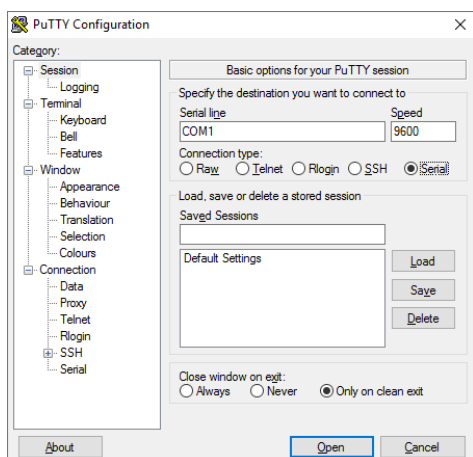 PuTTY Configuration
Category:
Session
Logging
Terminal
Keyboard
Bell
Features
Window
Appearance
Behaviour
Translation
Selection
Colours
Connection
Data
Proxy
Telnet
Rlogin
SSH
Serial
Basic options for your PuTTY session
Specify the destination you want to connect to
Serial line Speed
COM1 9600
Connection type:
Raw Telnet Rlogin SSH Serial
Load, save or delete a stored session
Saved Sessions
Default Settings
Load
Save
Delete
Close window on exit:
Always Never Only on clean exit
About Open Cancel